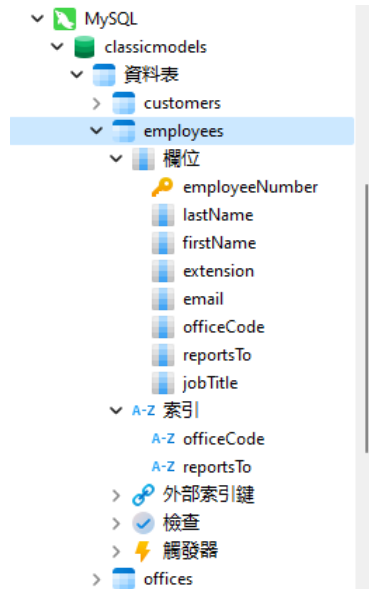 MySQL
classicmodels
資料表
customers
employees
欄位
employeeNumber
lastName
firstName
extension
email
officeCode
reportsTo
jobTitle
A-Z 索引
A-Z officeCode
A-Z reportsTo
外部索引鍵
檢查
觸發器
offices